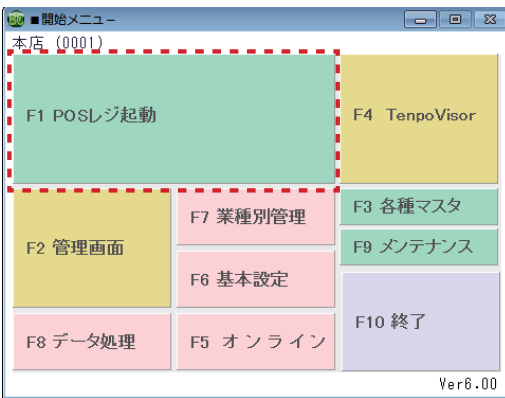 ■開始メニュー
本店 (0001)
F1 POSレジ起動
F4 TenpoVisor
F2 管理画面
F7 業種別管理
F3 各種マスタ
F9 メンテナンス
F6 基本設定
F10 終了
F8 データ処理
F5 オンライン
Ver6.00